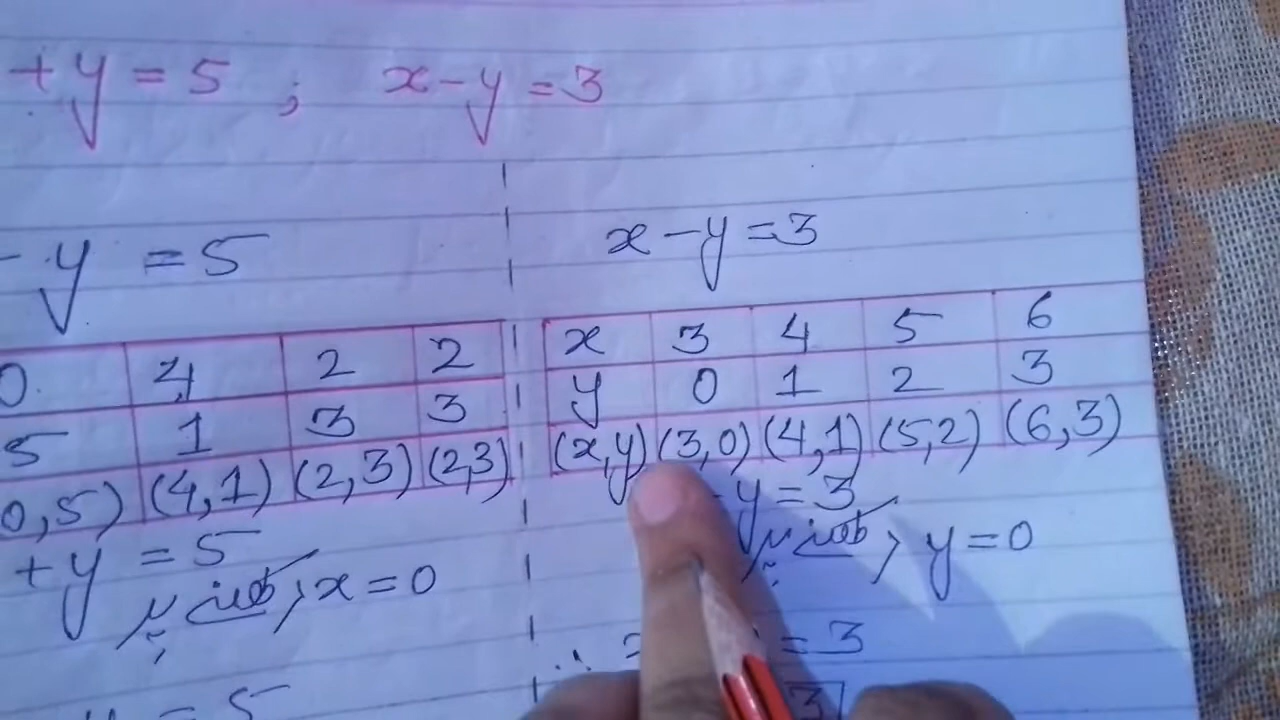 +y = 5 ; x-y = 3
y = 5
x-y = 3
0 4 2 2
5 1 3 3
0,5) (4,1) (2,3) (2,3)
x 3 4 5 6
y 0 1 2 3
(x,y) (3,0) (4,1) (5,2) (6,3)
+y = 5
x = 0
-y = 3
y = 0
= 5
∴ = 3
3